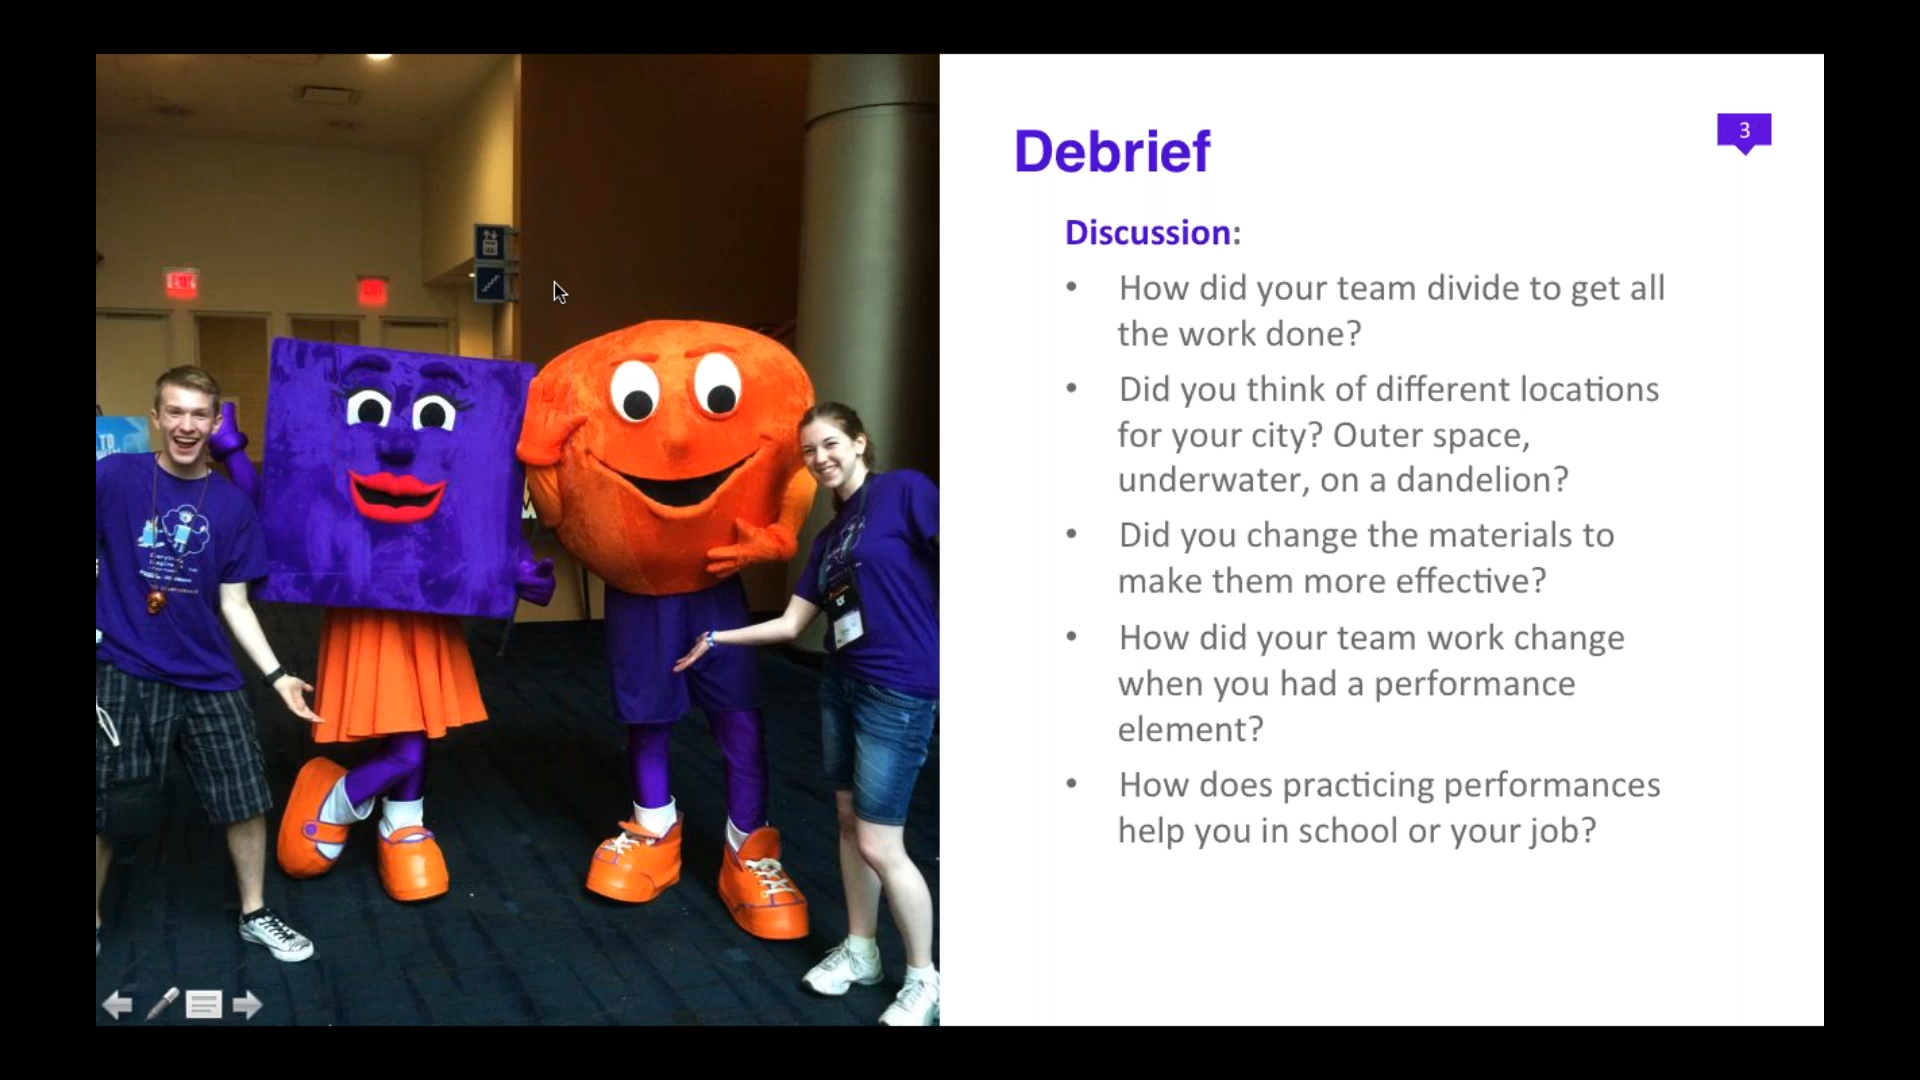 3
Debrief
Discussion:
• How did your team divide to get all
the work done?
• Did you think of different locations
for your city? Outer space,
underwater, on a dandelion?
• Did you change the materials to
make them more effective?
• How did your team work change
when you had a performance
element?
• How does practicing performances
help you in school or your job?
EXIT
TO